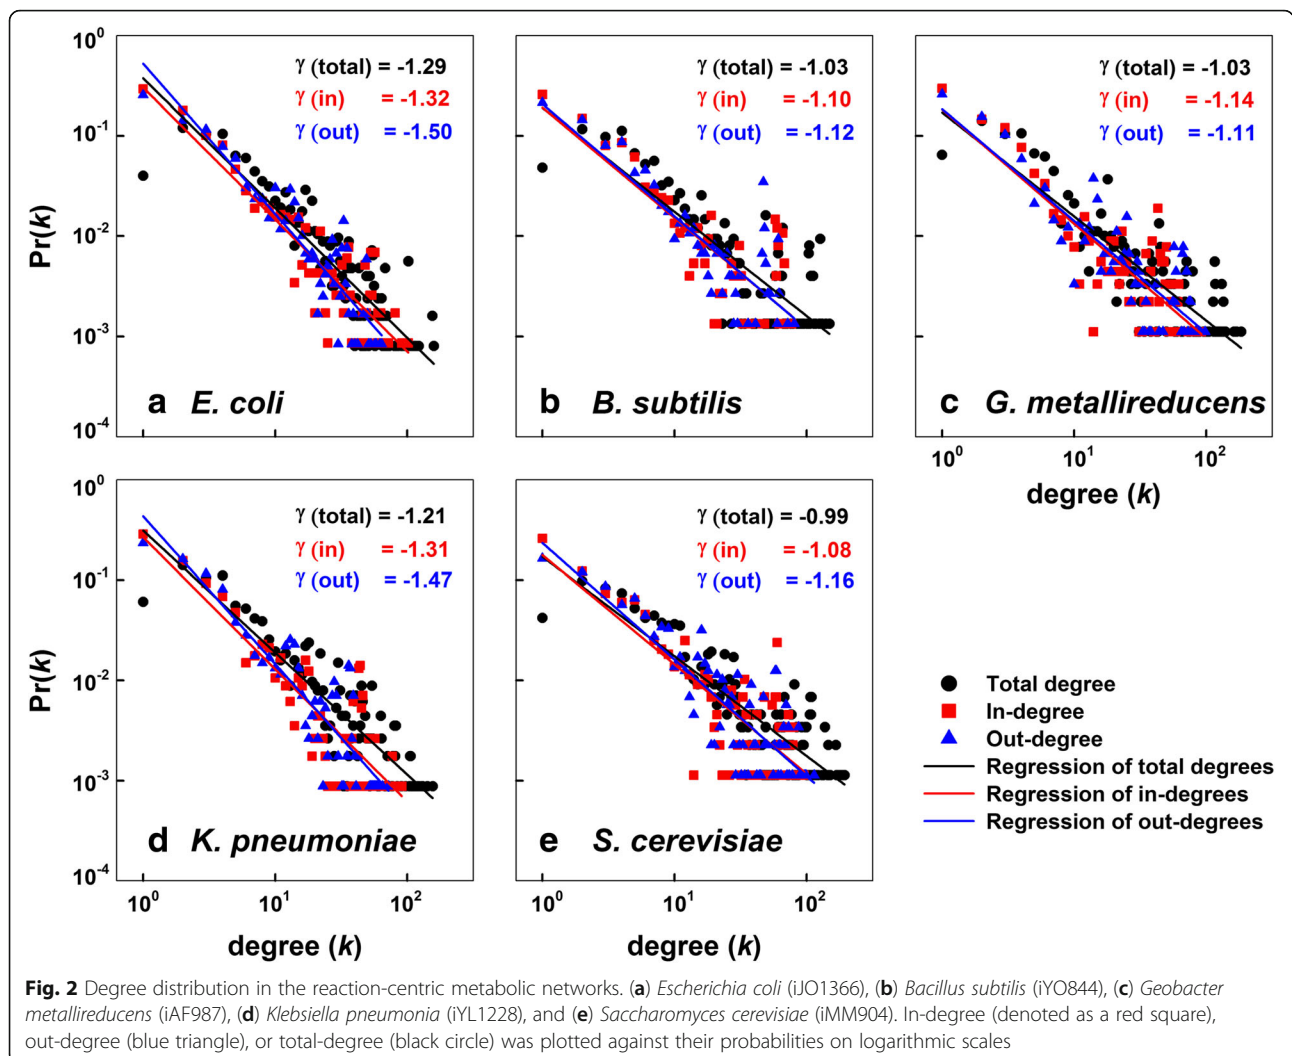 10⁰
10⁻¹
10⁻²
10⁻³
10⁻⁴
Pr(k)
γ (total) = -1.29
γ (in) = -1.32
γ (out) = -1.50
a E. coli
γ (total) = -1.03
γ (in) = -1.10
γ (out) = -1.12
b B. subtilis
γ (total) = -1.03
γ (in) = -1.14
γ (out) = -1.11
c G. metallireducens
10⁰ 10¹ 10²
degree (k)
10⁰
10⁻¹
10⁻²
10⁻³
10⁻⁴
Pr(k)
γ (total) = -1.21
γ (in) = -1.31
γ (out) = -1.47
d K. pneumoniae
10⁰ 10¹ 10²
degree (k)
γ (total) = -0.99
γ (in) = -1.08
γ (out) = -1.16
e S. cerevisiae
10⁰ 10¹ 10²
degree (k)
Total degree
In-degree
Out-degree
Regression of total degrees
Regression of in-degrees
Regression of out-degrees
Fig. 2 Degree distribution in the reaction-centric metabolic networks. (a) Escherichia coli (iJO1366), (b) Bacillus subtilis (iYO844), (c) Geobacter
metallireducens (iAF987), (d) Klebsiella pneumonia (iYL1228), and (e) Saccharomyces cerevisiae (iMM904). In-degree (denoted as a red square),
out-degree (blue triangle), or total-degree (black circle) was plotted against their probabilities on logarithmic scales